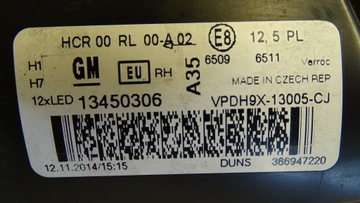 HCR 00 RL 00-A 02 E8 12,5 PL
H1 GM EU RH A35 6509 6511 Varroc
H7 MADE IN CZECH REP
12xLED 13450306 VPDH9X-13005-CJ
12.11.2014/15:15 DUNS 366947220